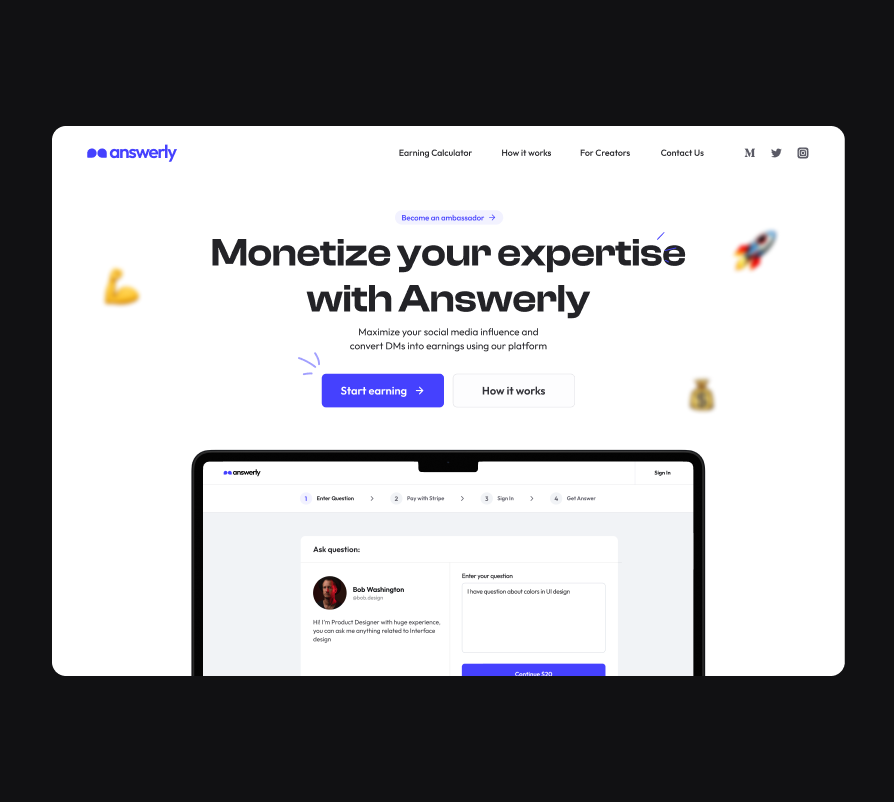 answerly
Earning Calculator
How it works
For Creators
Contact Us
Become an ambassador
Monetize your expertise
with Answerly
Maximize your social media influence and
convert DMs into earnings using our platform
Start earning
How it works
answerly
Sign In
1 Enter Question
2 Pay with Stripe
3 Sign In
4 Get Answer
Ask question:
Bob Washington
@bob.design
Hi! I'm Product Designer with huge experience,
you can ask me anything related to Interface
design
Enter your question
I have question about colors in UI design
Continue $20